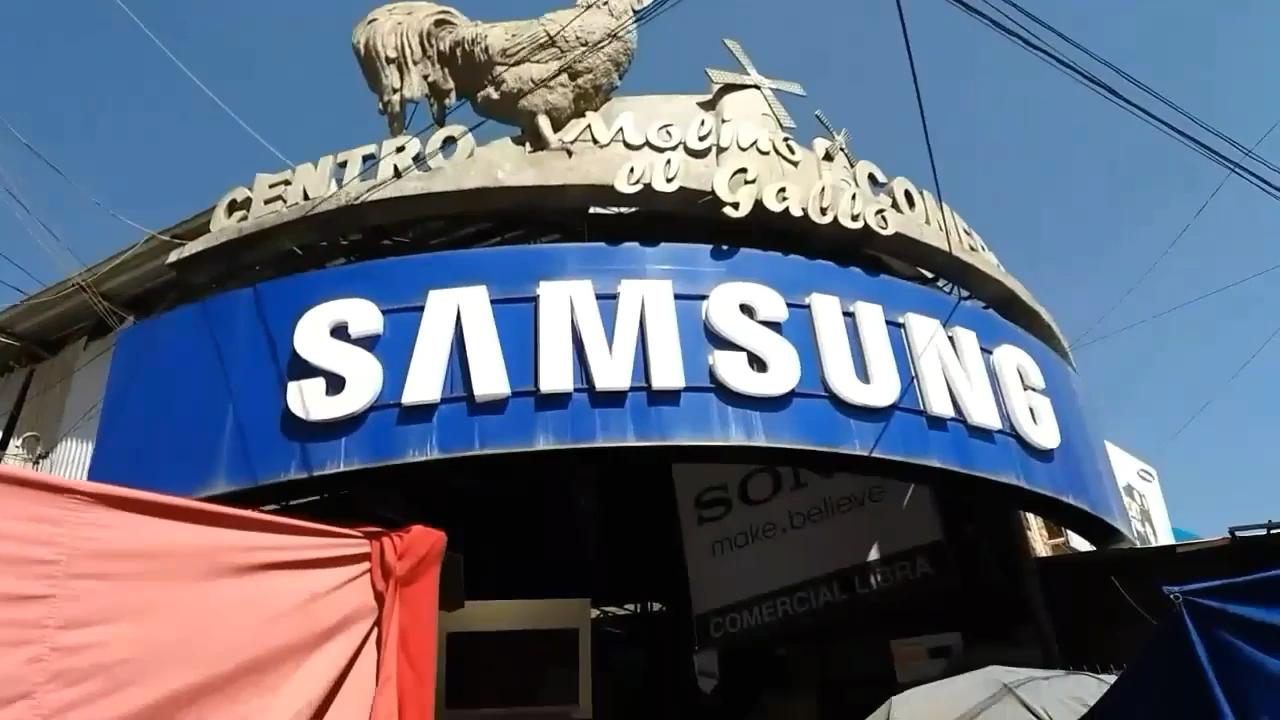 CENTRO
Molino
el Gallo
SAMSUNG
make.believe
COMERCIAL LIBRA